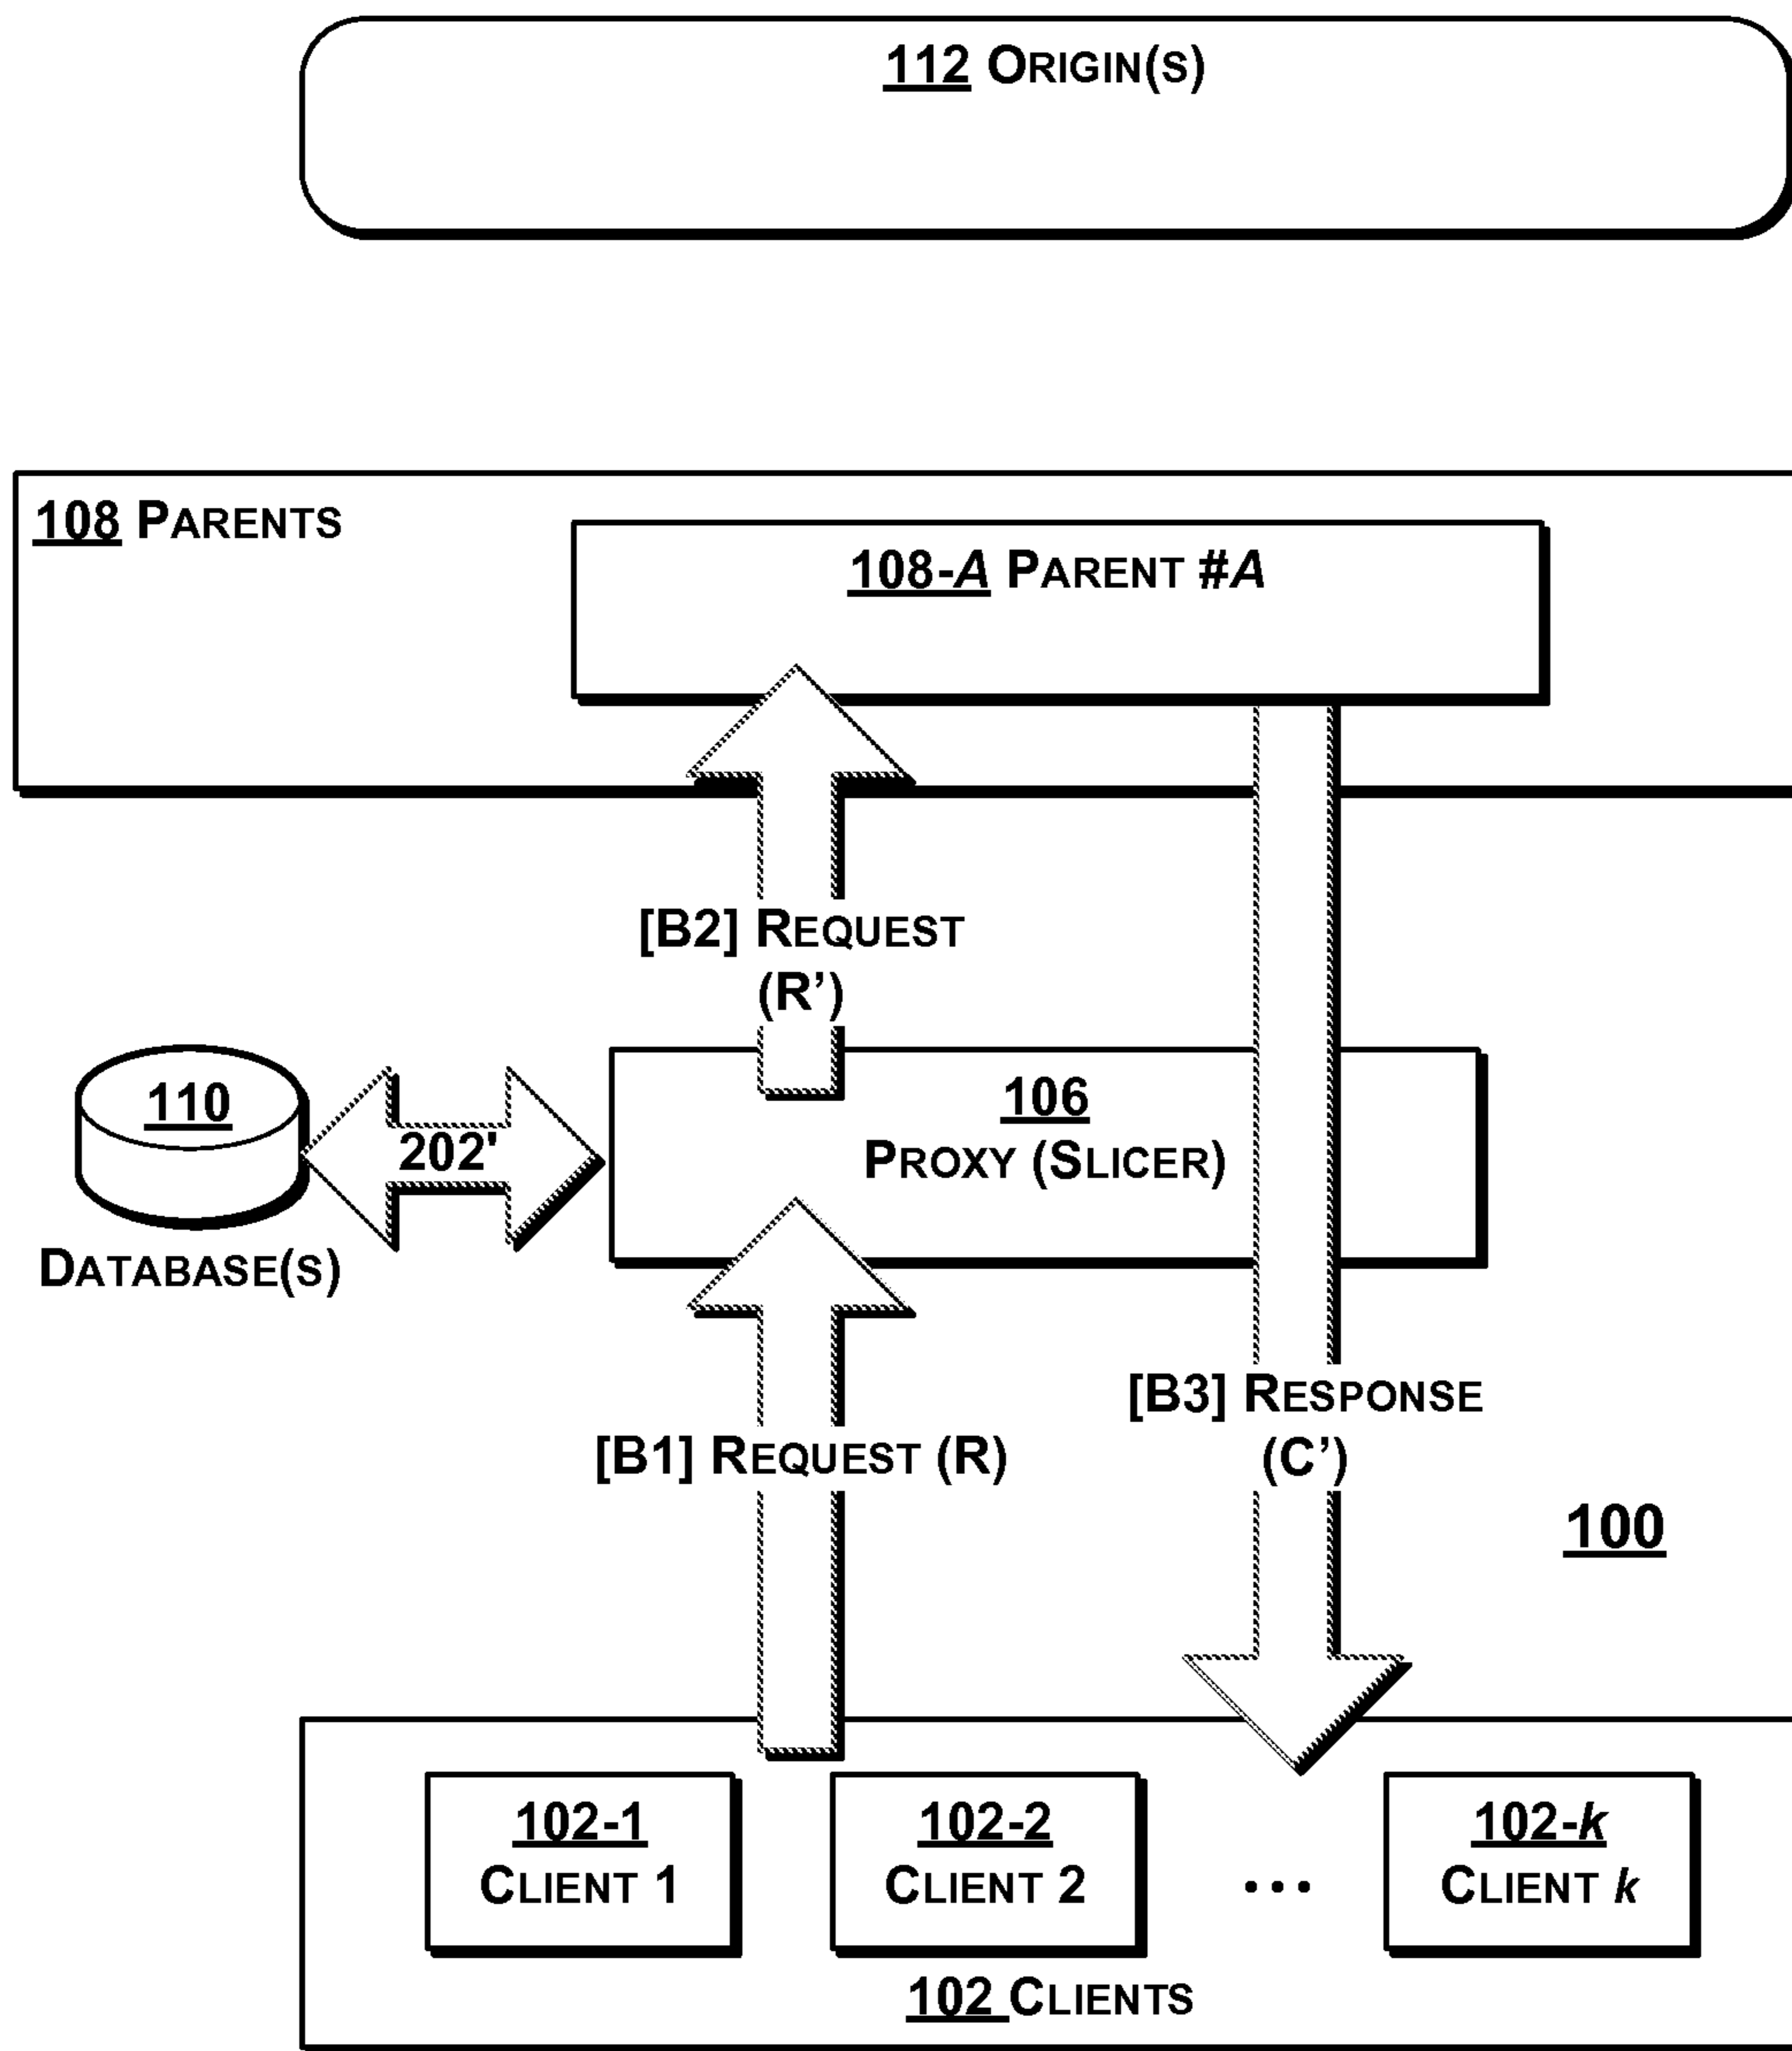 112 ORIGIN(S)
108 PARENTS
108-A PARENT #A
[B2] REQUEST
(R’)
110
202'
106
PROXY (SLICER)
DATABASE(S)
[B3] RESPONSE
(C’)
[B1] REQUEST (R)
100
102-1
CLIENT 1
102-2
CLIENT 2
•••
102-k
CLIENT k
102 CLIENTS